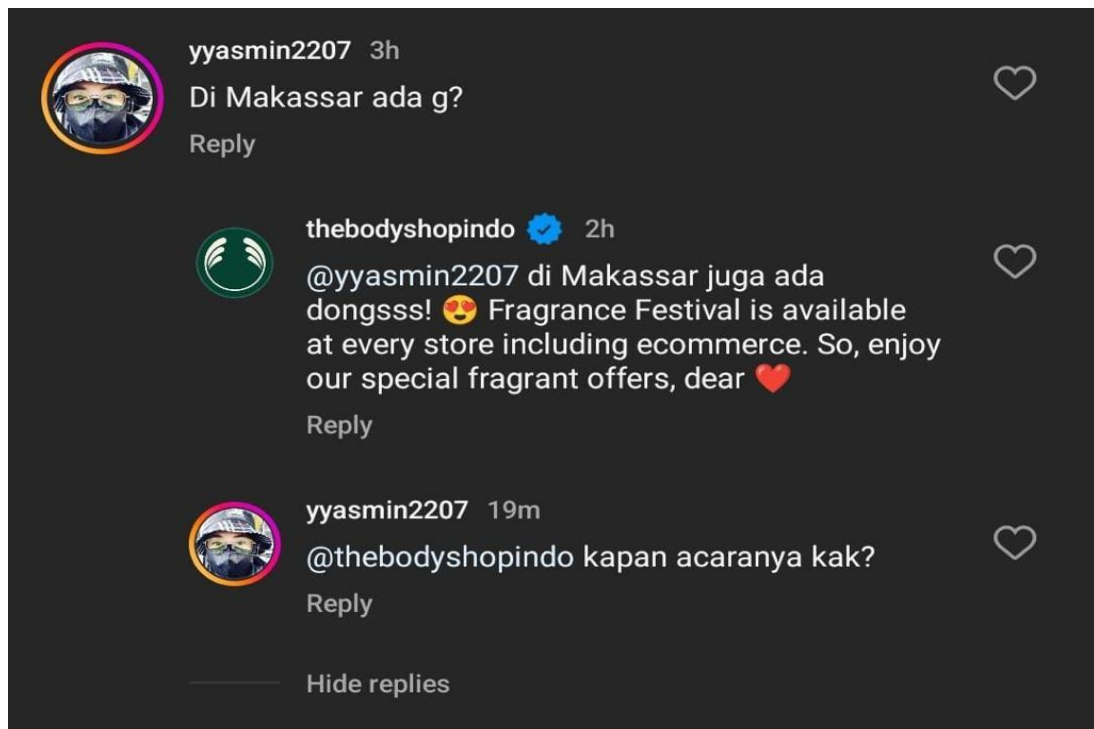 yyasmin2207 3h
Di Makassar ada g?
Reply
thebodyshopindo 2h
@yyasmin2207 di Makassar juga ada
dongsss! 😍 Fragrance Festival is available
at every store including ecommerce. So, enjoy
our special fragrant offers, dear ❤️
Reply
yyasmin2207 19m
@thebodyshopindo kapan acaranya kak?
Reply
Hide replies